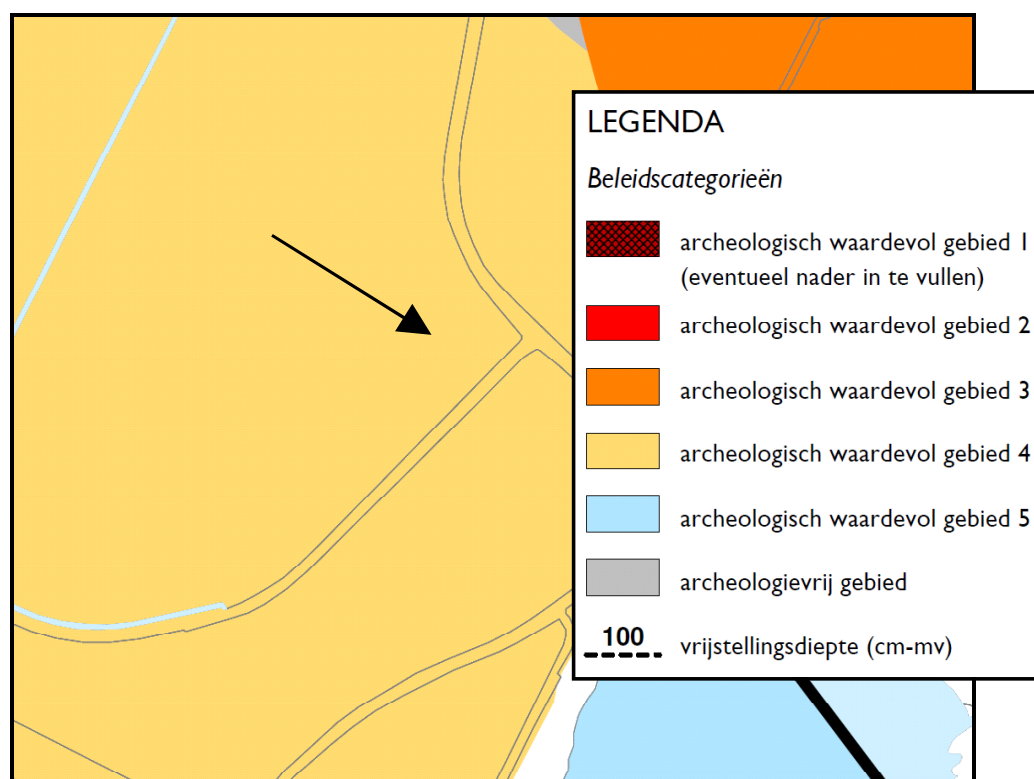 LEGENDA
Beleidscategorieën
archeologisch waardevol gebied 1
(eventueel nader in te vullen)
archeologisch waardevol gebied 2
archeologisch waardevol gebied 3
archeologisch waardevol gebied 4
archeologisch waardevol gebied 5
archeologievrij gebied
100 vrijstellingsdiepte (cm-mv)